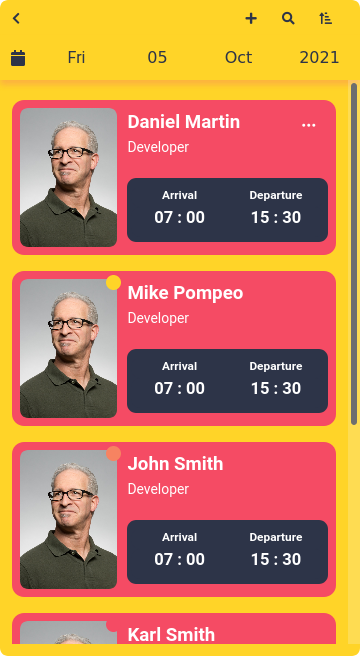 Fri 05 Oct 2021
Daniel Martin ...
Developer
Arrival Departure
07 : 00 15 : 30
Mike Pompeo
Developer
Arrival Departure
07 : 00 15 : 30
John Smith
Developer
Arrival Departure
07 : 00 15 : 30
Karl Smith